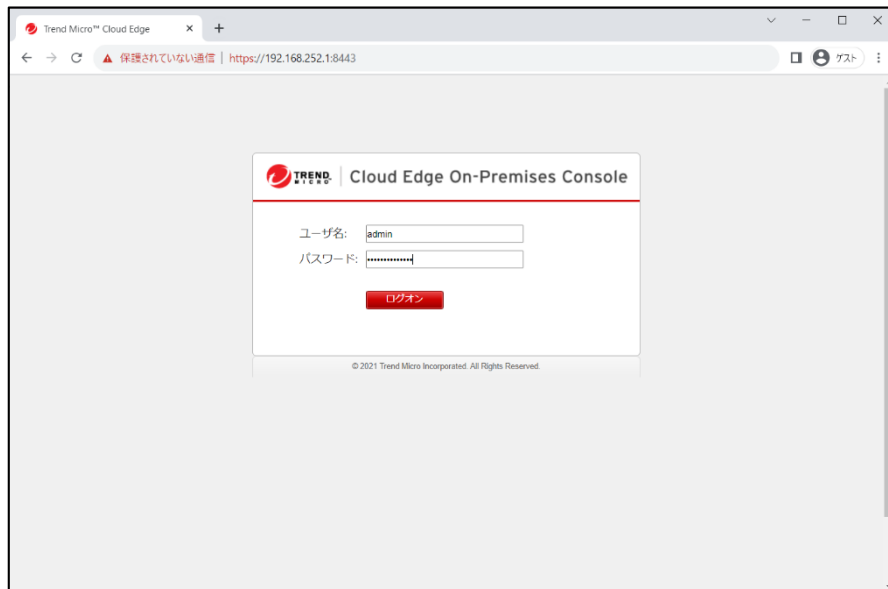 Trend Micro™ Cloud Edge
保護されていない通信 | https://192.168.252.1:8443
ゲスト
TREND MICRO
Cloud Edge On-Premises Console
ユーザ名: admin
パスワード: ••••••••••••••
ログオン
© 2021 Trend Micro Incorporated. All Rights Reserved.